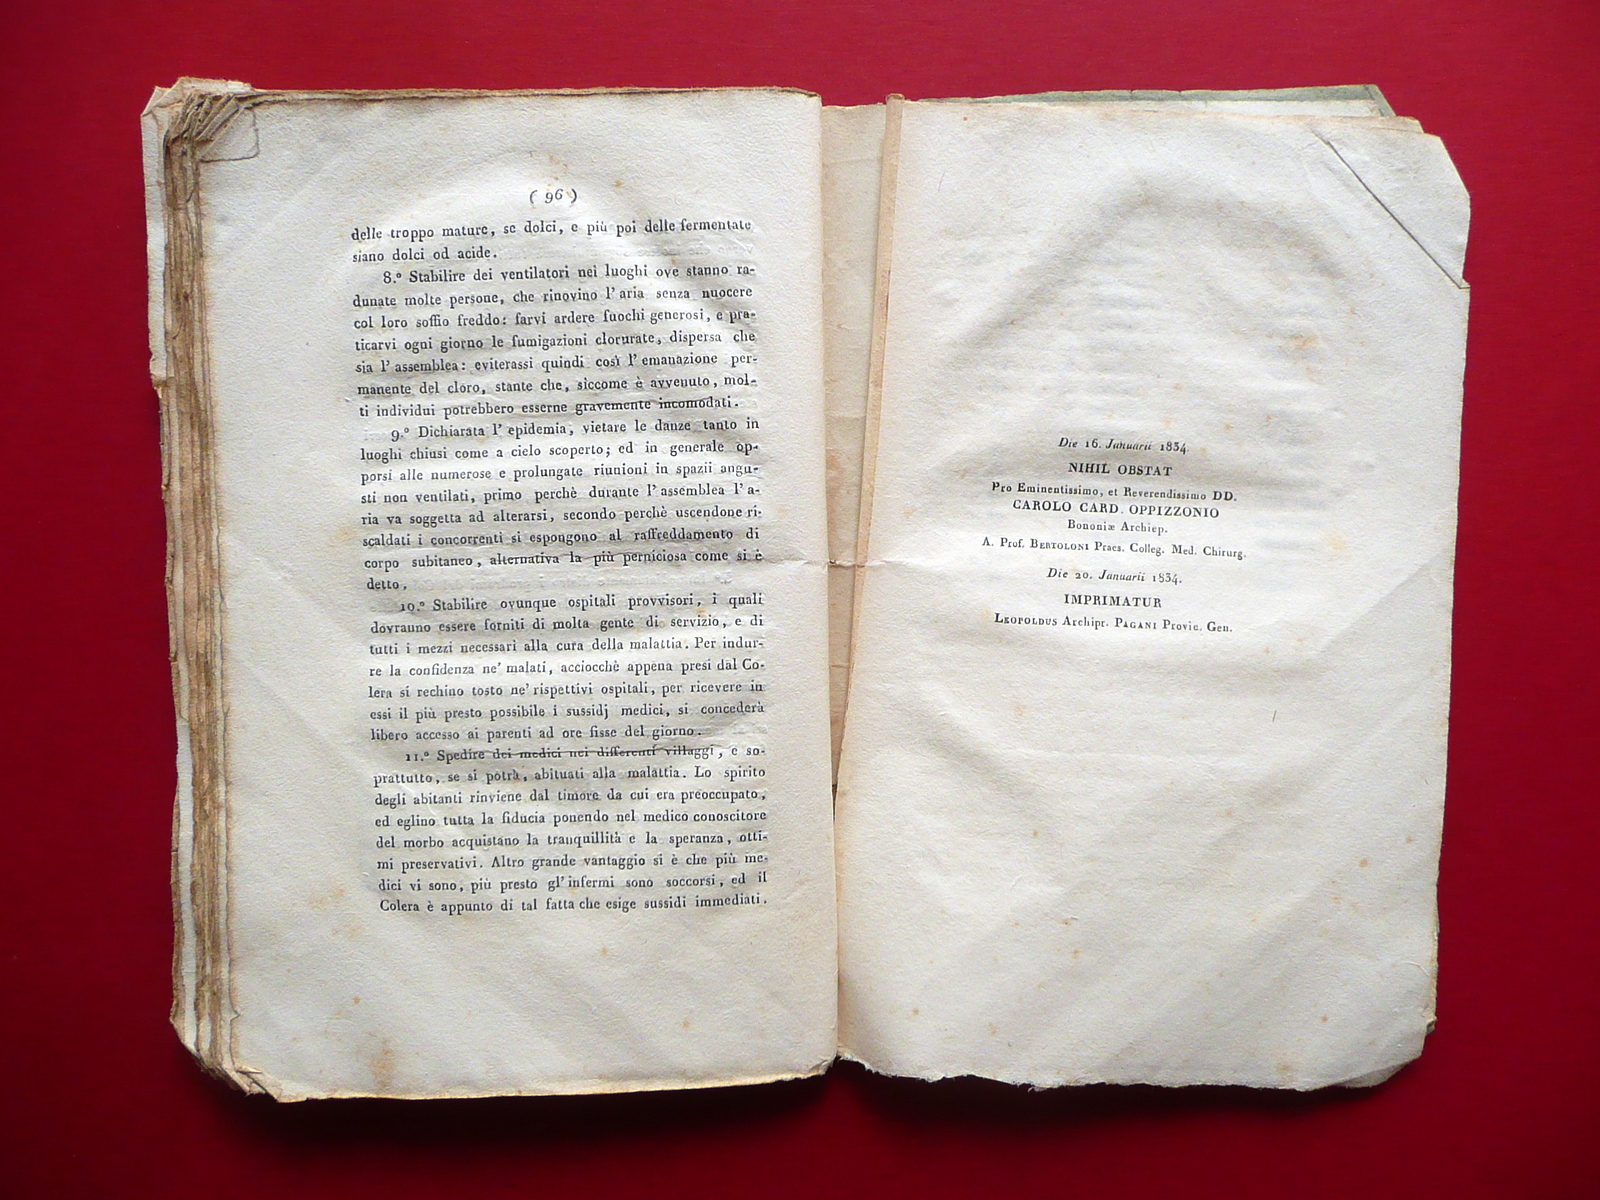 ( 96 )
delle troppo mature, se dolci, e più poi delle fermentate
siano dolci od acide.
8.° Stabilire dei ventilatori nei luoghi ove stanno ra-
dunate molte persone, che rinovino l'aria senza nuocere
col loro soffio freddo: farvi ardere fuochi generosi, e pra-
ticarvi ogni giorno le fumigazioni clorurate, dispersa che
sia l'assemblea: eviterassi quindi così l'emanazione per-
manente del cloro, stante che, siccome è avvenuto, mol-
ti individui potrebbero esserne gravemente incomodati.
9.° Dichiarata l'epidemia, vietare le danze tanto in
luoghi chiusi come a cielo scoperto; ed in generale op-
porsi alle numerose e prolungate riunioni in spazii angu-
sti non ventilati, primo perchè durante l'assemblea l'a-
ria va soggetta ad alterarsi, secondo perchè uscendone ri-
scaldati i concorrenti si espongono al raffreddamento di
corpo subitaneo, alternativa la più perniciosa come si è
detto.
10.° Stabilire ovunque ospitali provvisori, i quali
dovranno essere forniti di molta gente di servizio, e di
tutti i mezzi necessari alla cura della malattia. Per indur-
re la confidenza ne' malati, acciocchè appena presi dal Co-
lera si rechino tosto ne' rispettivi ospitali, per ricevere in
essi il più presto possibile i sussidj medici, si concederà
libero accesso ai parenti ad ore fisse del giorno.
11.° Spedire dei medici nei differenti villaggi, e so-
prattutto, se si potrà, abituati alla malattia. Lo spirito
degli abitanti rinviene dal timore da cui era preoccupato,
ed eglino tutta la fiducia ponendo nel medico conoscitore
del morbo acquistano la tranquillità e la speranza, otti-
mi preservativi. Altro grande vantaggio si è che più me-
dici vi sono, più presto gl'infermi sono soccorsi, ed il
Colera è appunto di tal fatta che esige sussidi immediati.
Die 16. Januarii 1834.
NIHIL OBSTAT
Pro Eminentissimo, et Reverendissimo DD.
CAROLO CARD. OPPIZZONIO
Bononiæ Archiep.
A. Prof. BERTOLONI Praes. Colleg. Med. Chirurg.
Die 20. Januarii 1834.
IMPRIMATUR
LEOPOLDUS Archipr. PAGANI Provic. Gen.